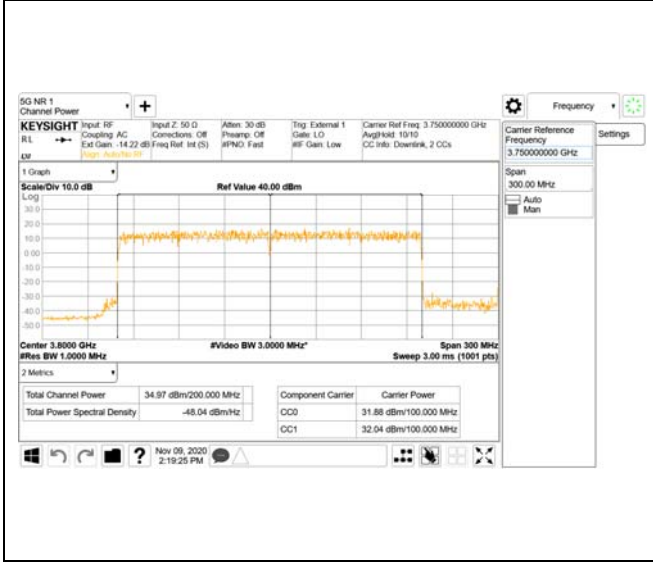 5G NR 1
Channel Power
Frequency
KEYSIGHT
Input: RF
Input Z: 50 Ω
Atten: 30 dB
Trig: External 1
Carrier Ref Freq: 3.750000000 GHz
RL
Coupling: AC
Corrections: Off
Preamp: Off
Gate: LO
Avg|Hold: 10/10
Ext Gain: -14.22 dB
Freq Ref: Int (S)
#PNO: Fast
#IF Gain: Low
CC Info: Downlink, 2 CCs
Align: Auto/No RF
Carrier Reference
Frequency
3.750000000 GHz
Settings
Span
300.00 MHz
Auto
Man
1 Graph
Scale/Div 10.0 dB
Ref Value 40.00 dBm
Log
30.0
20.0
10.0
0.00
-10.0
-20.0
-30.0
-40.0
-50.0
Center 3.8000 GHz
#Video BW 3.0000 MHz*
Span 300 MHz
#Res BW 1.0000 MHz
Sweep 3.00 ms (1001 pts)
2 Metrics
Total Channel Power
34.97 dBm/200.000 MHz
Total Power Spectral Density
-48.04 dBm/Hz
Component Carrier
Carrier Power
CC0
31.88 dBm/100.000 MHz
CC1
32.04 dBm/100.000 MHz
?
Nov 09, 2020
2:19:25 PM